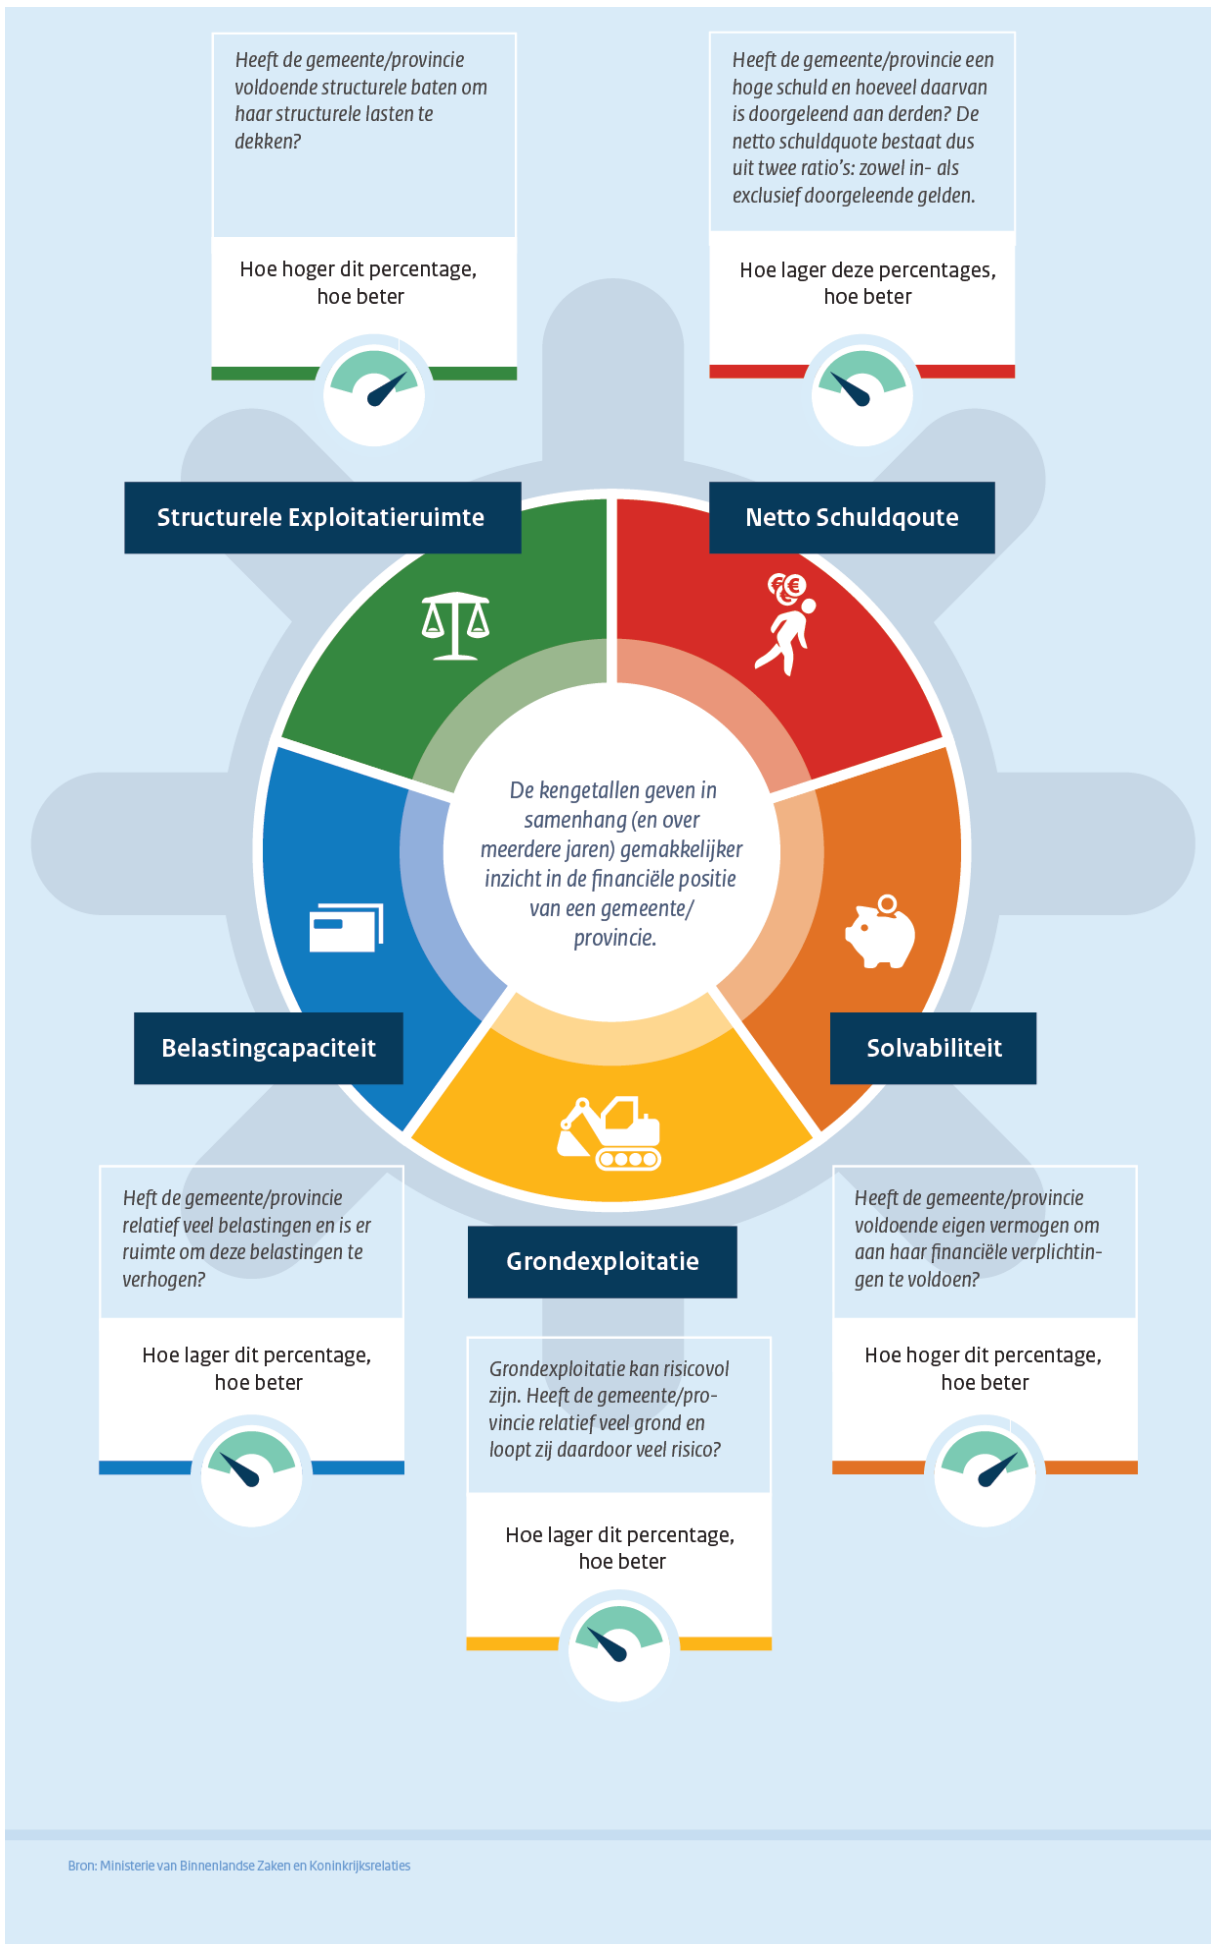 Heeft de gemeente/provincie
voldoende structurele baten om
haar structurele lasten te
dekken?
Hoe hoger dit percentage,
hoe beter
Heeft de gemeente/provincie een
hoge schuld en hoeveel daarvan
is doorgeleend aan derden? De
netto schuldquote bestaat dus
uit twee ratio's: zowel in- als
exclusief doorgeleende gelden.
Hoe lager deze percentages,
hoe beter
Structurele Exploitatieruimte
Netto Schuldqoute
€ € €
De kengetallen geven in
samenhang (en over
meerdere jaren) gemakkelijker
inzicht in de financiële positie
van een gemeente/
provincie.
Belastingcapaciteit
Solvabiliteit
Heft de gemeente/provincie
relatief veel belastingen en is er
ruimte om deze belastingen te
verhogen?
Hoe lager dit percentage,
hoe beter
Grondexploitatie
Grondexploitatie kan risicovol
zijn. Heeft de gemeente/pro-
vincie relatief veel grond en
loopt zij daardoor veel risico?
Hoe lager dit percentage,
hoe beter
Heeft de gemeente/provincie
voldoende eigen vermogen om
aan haar financiële verplichtin-
gen te voldoen?
Hoe hoger dit percentage,
hoe beter
Bron: Ministerie van Binnenlandse Zaken en Koninkrijksrelaties